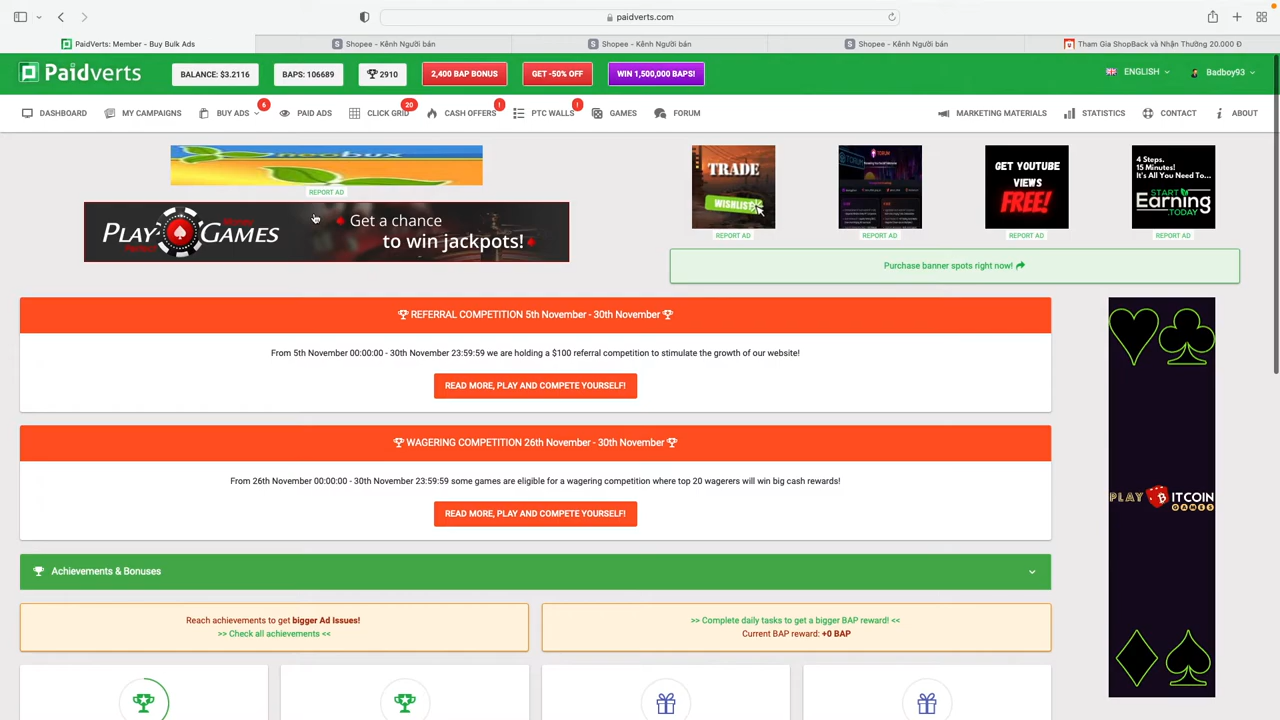 paidverts.com
PaidVerts: Member - Buy Bulk Ads
Shopee - Kênh Người bán
Shopee - Kênh Người bán
Shopee - Kênh Người bán
Tham Gia ShopBack và Nhận Thưởng 20.000 Đ
Paidverts
BALANCE: $3.2116
BAPS: 106689
2910
2,400 BAP BONUS
GET -50% OFF
WIN 1,500,000 BAPS!
ENGLISH
Badboy93
DASHBOARD
MY CAMPAIGNS
BUY ADS
6
PAID ADS
CLICK GRID
20
CASH OFFERS
!
PTC WALLS
!
GAMES
FORUM
MARKETING MATERIALS
STATISTICS
CONTACT
ABOUT
neobux
REPORT AD
PLAY GAMES
Get a chance
to win jackpots!
TRADE
WISHLIST
REPORT AD
REPORT AD
GET YOUTUBE
VIEWS
FREE!
REPORT AD
4 Steps.
15 Minutes!
It's All You Need To...
START
Earning
.TODAY
REPORT AD
Purchase banner spots right now!
REFERRAL COMPETITION 5th November - 30th November
From 5th November 00:00:00 - 30th November 23:59:59 we are holding a $100 referral competition to stimulate the growth of our website!
READ MORE, PLAY AND COMPETE YOURSELF!
WAGERING COMPETITION 26th November - 30th November
From 26th November 00:00:00 - 30th November 23:59:59 some games are eligible for a wagering competition where top 20 wagerers will win big cash rewards!
READ MORE, PLAY AND COMPETE YOURSELF!
PLAY BITCOIN
GAMES
Achievements & Bonuses
Reach achievements to get bigger Ad Issues!
>> Check all achievements <<
>> Complete daily tasks to get a bigger BAP reward! <<
Current BAP reward: +0 BAP